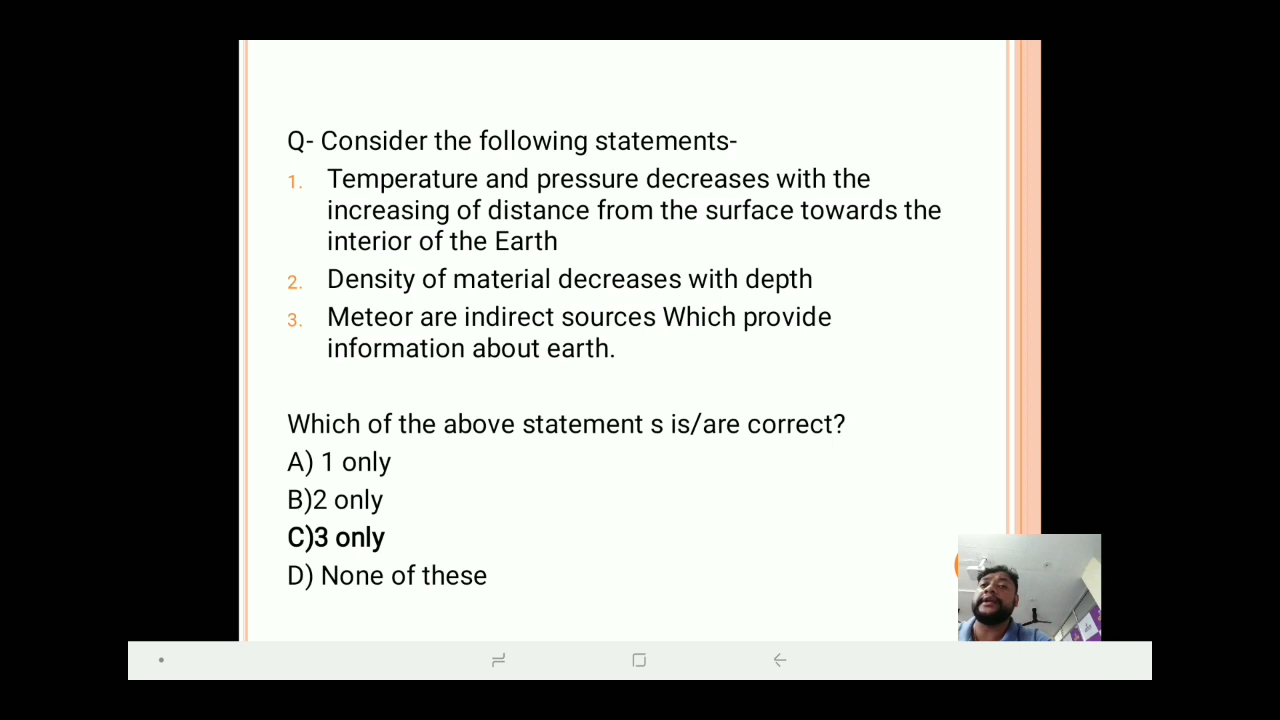 Q- Consider the following statements-
1. Temperature and pressure decreases with the
increasing of distance from the surface towards the
interior of the Earth
2. Density of material decreases with depth
3. Meteor are indirect sources Which provide
information about earth.
Which of the above statement s is/are correct?
A) 1 only
B)2 only
C)3 only
D) None of these